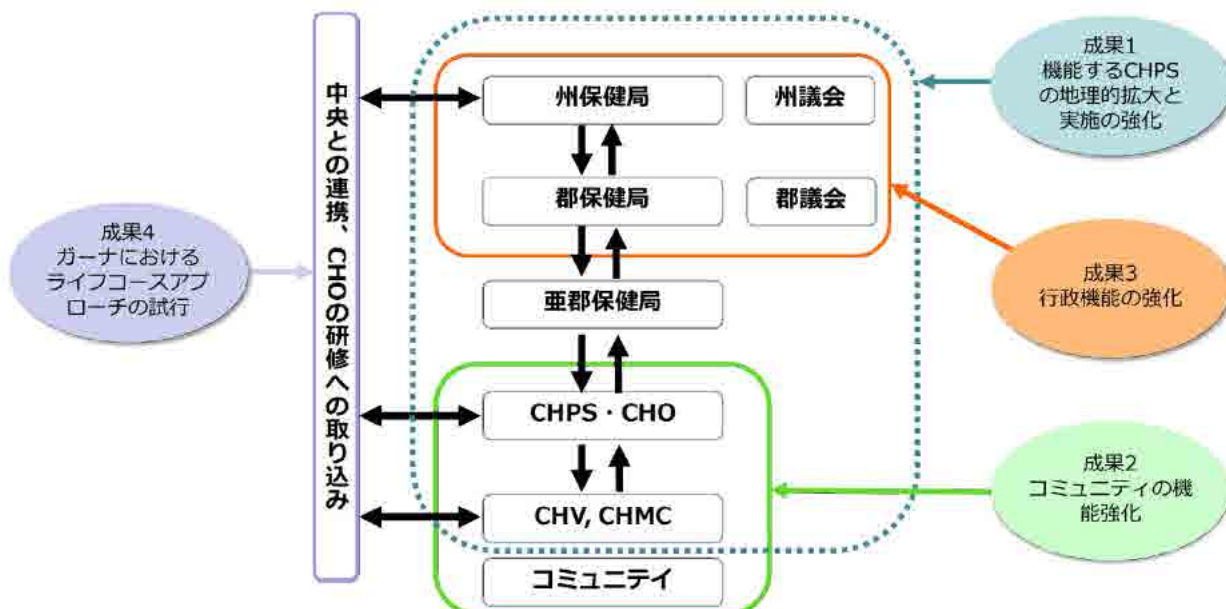 中央との連携、CHOの研修への取り込み
州保健局
州議会
郡保健局
郡議会
亜郡保健局
CHPS・CHO
CHV, CHMC
コミュニテイ
成果1
機能するCHPS
の地理的拡大と
実施の強化
成果3
行政機能の強化
成果2
コミュニティの機
能強化
成果4
ガーナにおける
ライフコースアプ
ローチの試行